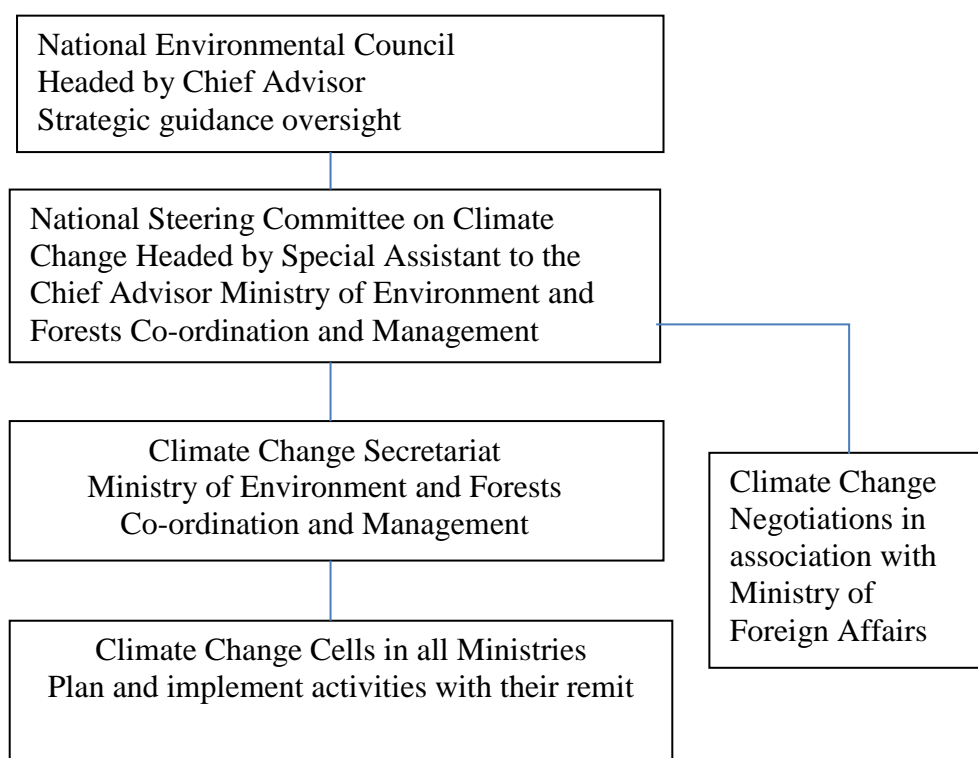 National Environmental Council
Headed by Chief Advisor
Strategic guidance oversight
National Steering Committee on Climate
Change Headed by Special Assistant to the
Chief Advisor Ministry of Environment and
Forests Co-ordination and Management
Climate Change Secretariat
Ministry of Environment and Forests
Co-ordination and Management
Climate Change
Negotiations in
association with
Ministry of
Foreign Affairs
Climate Change Cells in all Ministries
Plan and implement activities with their remit